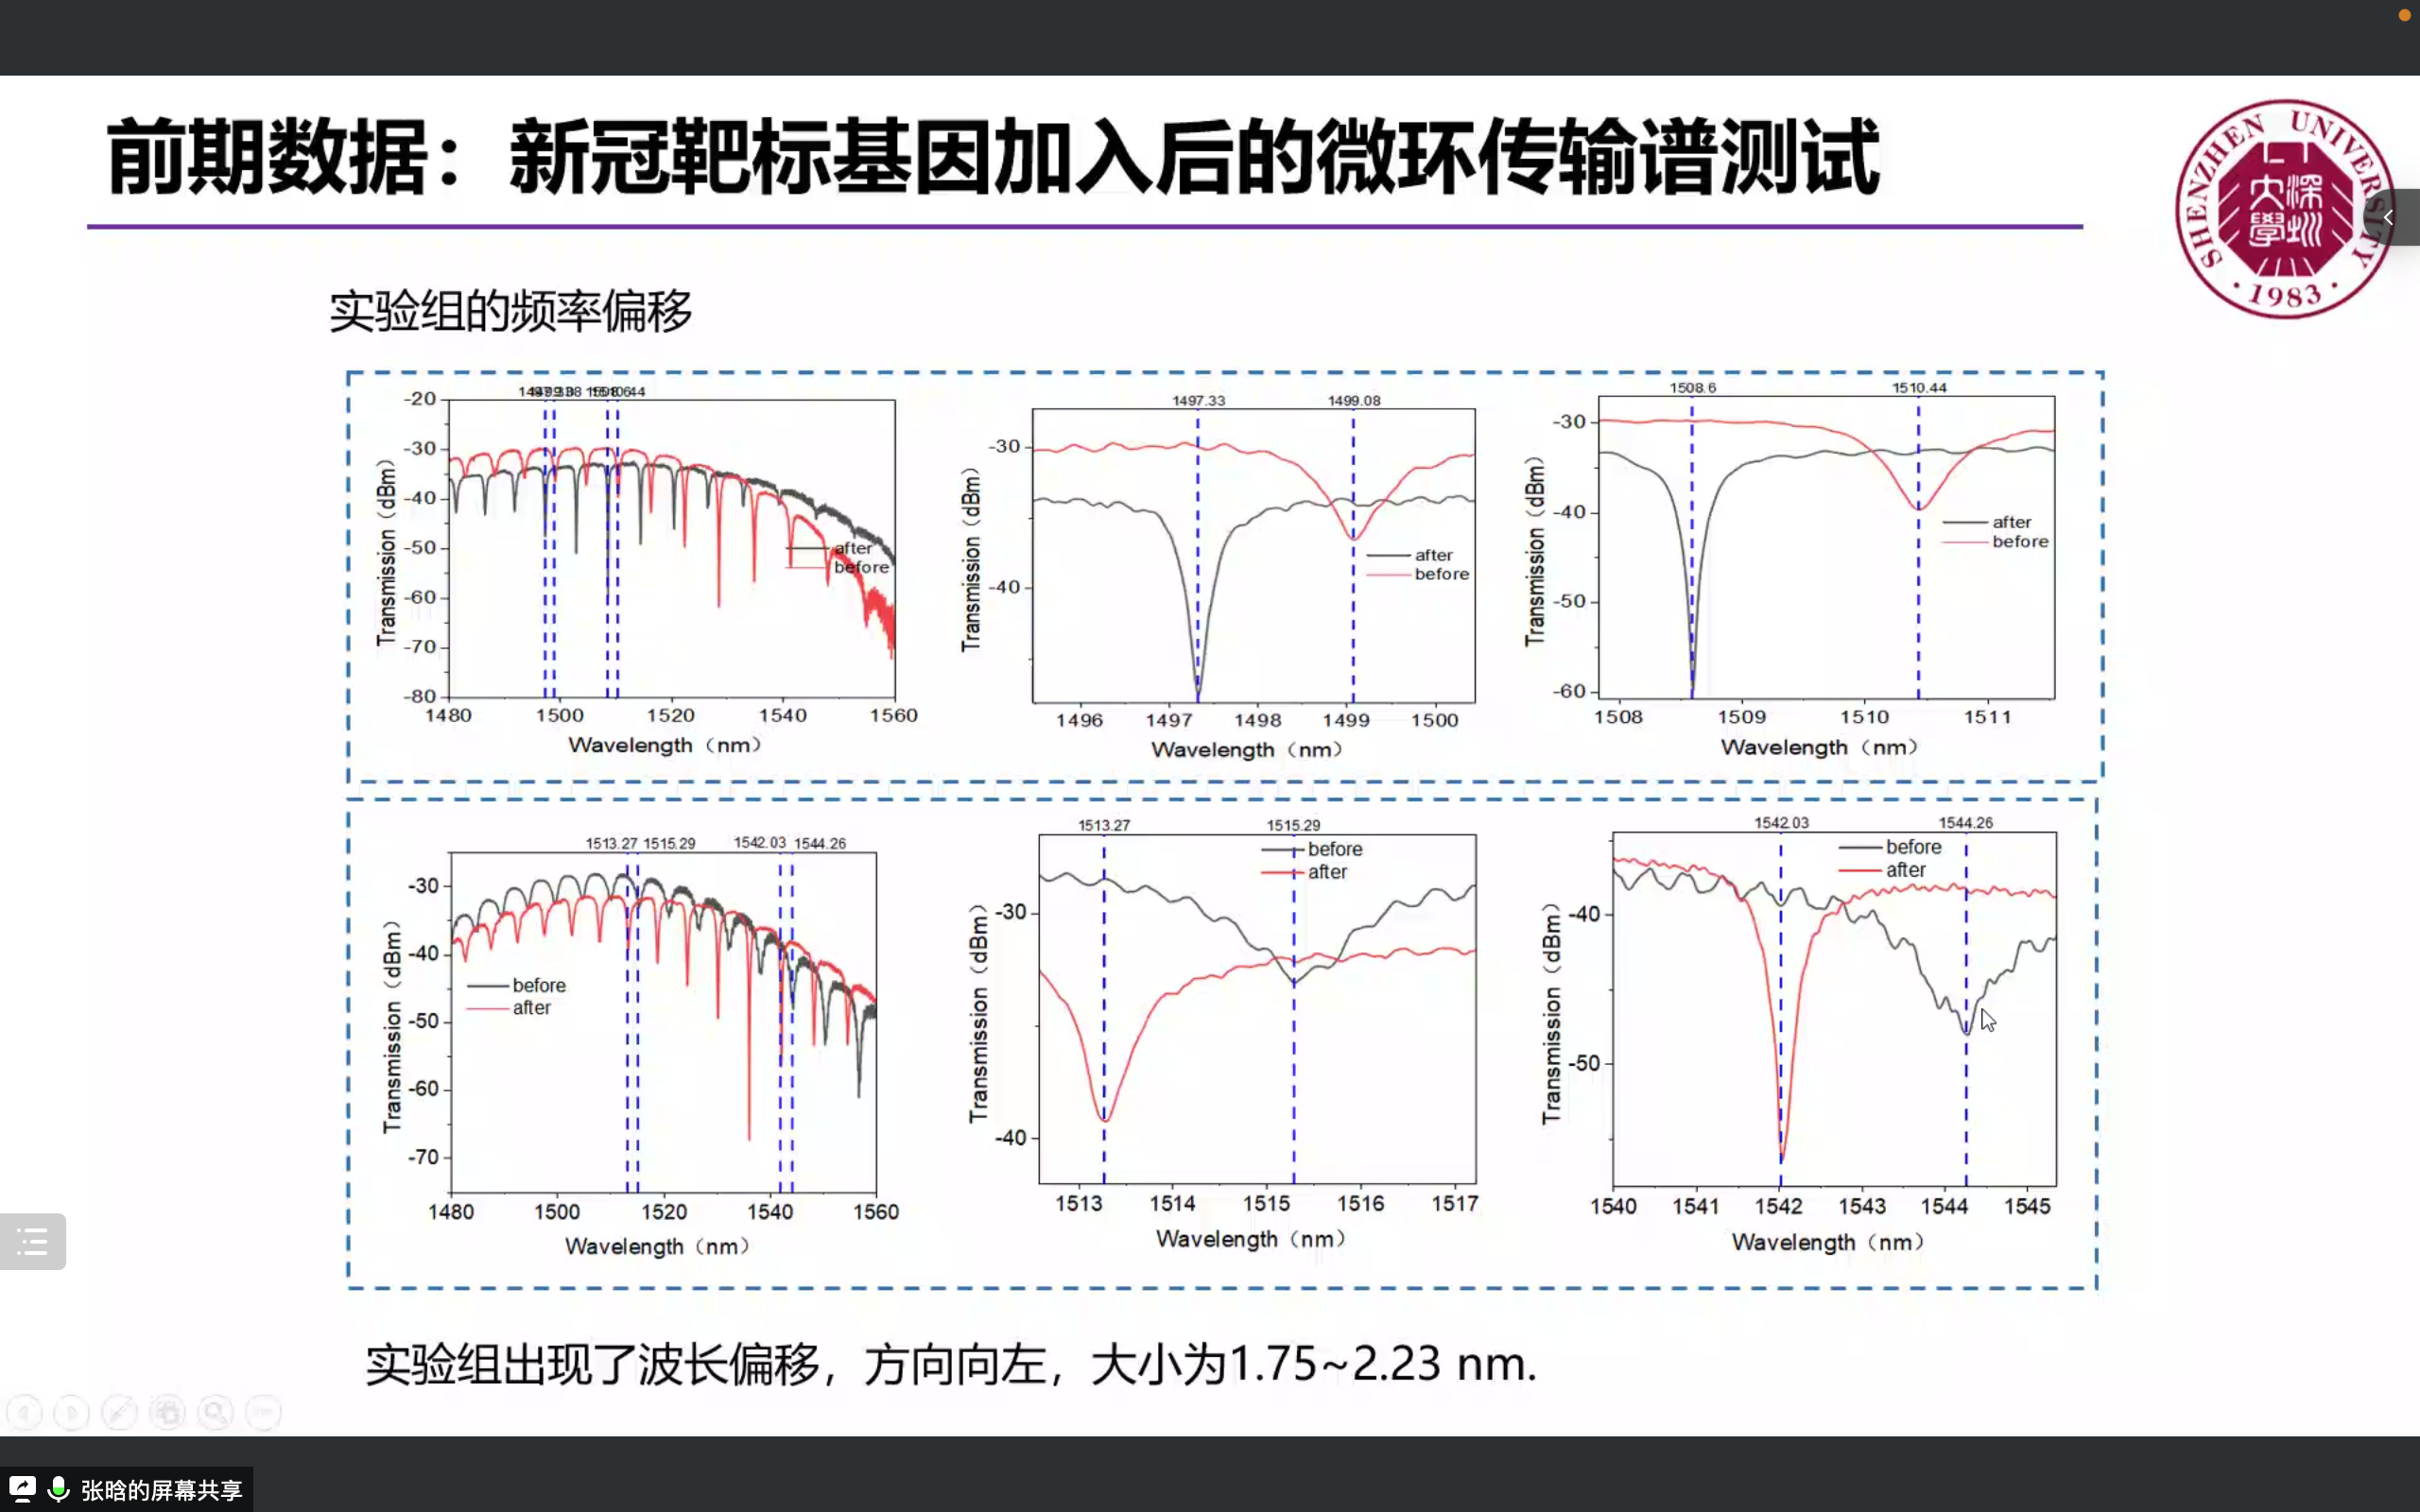 前期数据：新冠靶标基因加入后的微环传输谱测试
SHENZHEN UNIVERSITY
深圳大學
· 1983 ·
实验组的频率偏移
-20
-30
-40
-50
-60
-70
-80
1480 1500 1520 1540 1560
Transmission（dBm）
Wavelength（nm）
after
before
1497.33 1499.08
-30
-40
1496 1497 1498 1499 1500
Transmission（dBm）
Wavelength（nm）
after
before
1508.6 1510.44
-30
-40
-50
-60
1508 1509 1510 1511
Transmission（dBm）
Wavelength（nm）
after
before
1513.27 1515.29 1542.03 1544.26
-30
-40
-50
-60
-70
1480 1500 1520 1540 1560
Transmission（dBm）
Wavelength（nm）
before
after
1513.27 1515.29
-30
-40
1513 1514 1515 1516 1517
Transmission（dBm）
Wavelength（nm）
before
after
1542.03 1544.26
-40
-50
1540 1541 1542 1543 1544 1545
Transmission（dBm）
Wavelength（nm）
before
after
实验组出现了波长偏移，方向向左，大小为1.75~2.23 nm.
张晗的屏幕共享